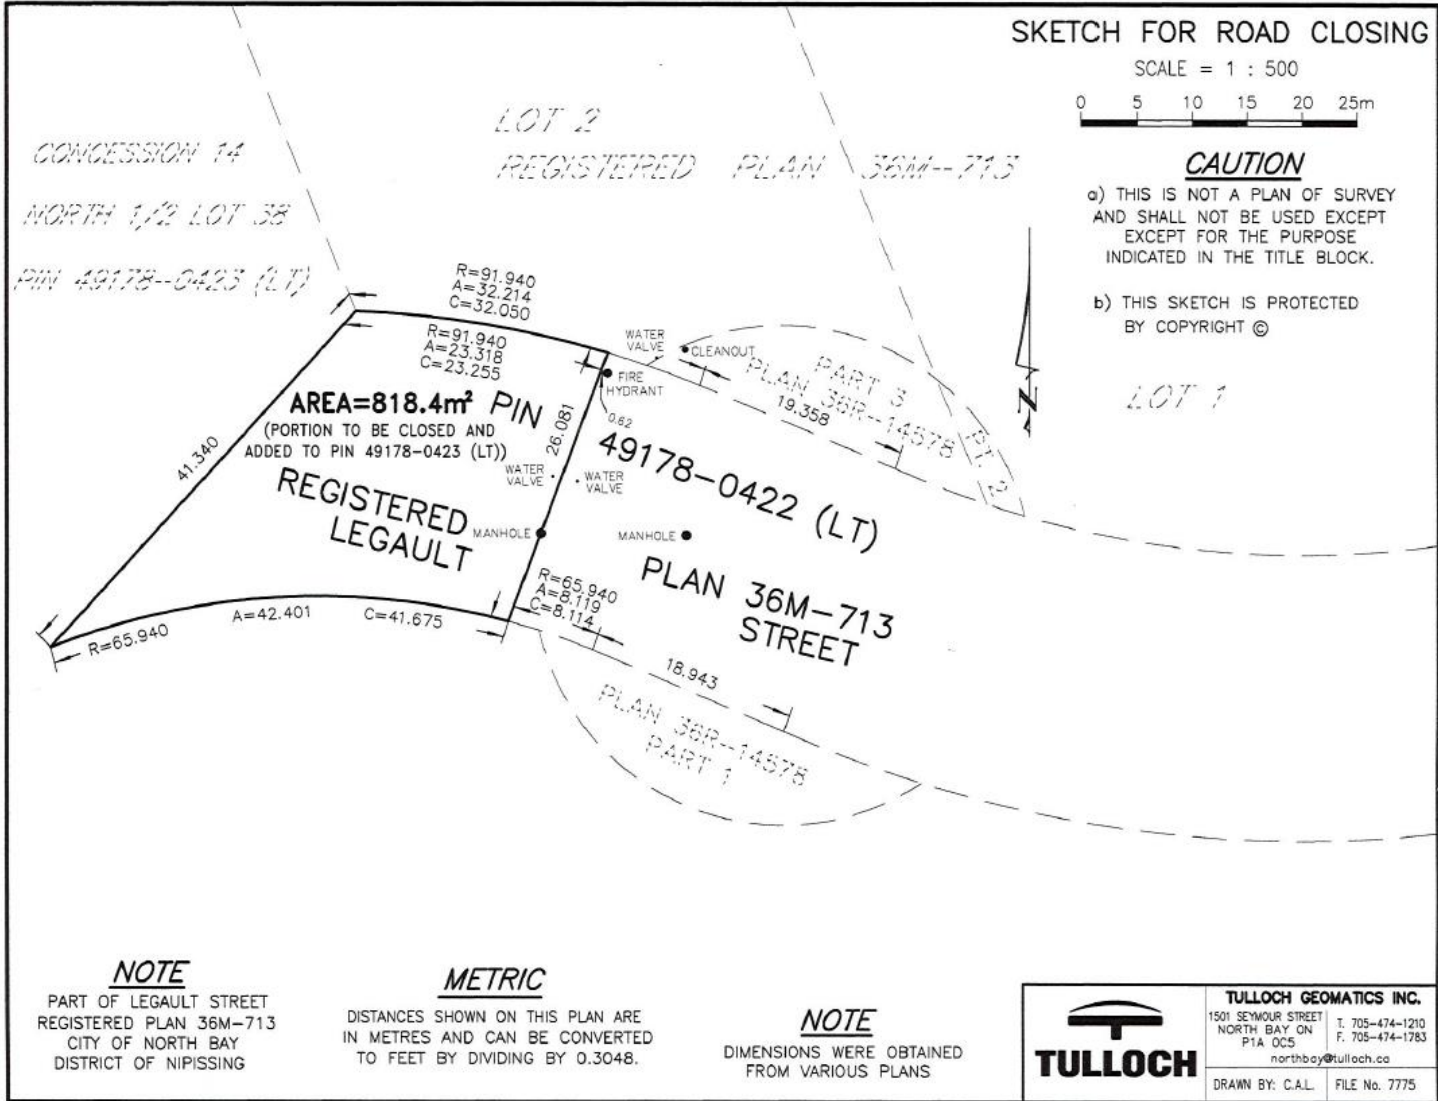 SKETCH FOR ROAD CLOSING
SCALE = 1 : 500
0 5 10 15 20 25m
CAUTION
a) THIS IS NOT A PLAN OF SURVEY
AND SHALL NOT BE USED EXCEPT
EXCEPT FOR THE PURPOSE
INDICATED IN THE TITLE BLOCK.
b) THIS SKETCH IS PROTECTED
BY COPYRIGHT ©
LOT 2
REGISTERED PLAN 36M-713
CONCESSION 14
NORTH 1/2 LOT 38
PIN 49178-0423 (LT)
LOT 1
N
R=91.940
A=32.214
C=32.050
R=91.940
A=23.318
C=23.255
AREA=818.4m²
(PORTION TO BE CLOSED AND
ADDED TO PIN 49178-0423 (LT))
PIN
49178-0422 (LT)
REGISTERED
LEGAULT
PLAN 36M-713
STREET
41.340
26.081
0.62
WATER
VALVE
CLEANOUT
FIRE
HYDRANT
PART 3
PLAN 36R-14578
19.358
PT. 2
WATER
VALVE
WATER
VALVE
MANHOLE
MANHOLE
R=65.940
A=8.119
C=8.114
R=65.940
A=42.401
C=41.675
18.943
PLAN 36R-14578
PART 1
NOTE
PART OF LEGAULT STREET
REGISTERED PLAN 36M-713
CITY OF NORTH BAY
DISTRICT OF NIPISSING
METRIC
DISTANCES SHOWN ON THIS PLAN ARE
IN METRES AND CAN BE CONVERTED
TO FEET BY DIVIDING BY 0.3048.
NOTE
DIMENSIONS WERE OBTAINED
FROM VARIOUS PLANS
TULLOCH
TULLOCH GEOMATICS INC.
1501 SEYMOUR STREET
NORTH BAY ON
P1A 0C5
T. 705-474-1210
F. 705-474-1783
northbay@tulloch.ca
DRAWN BY: C.A.L.
FILE No. 7775